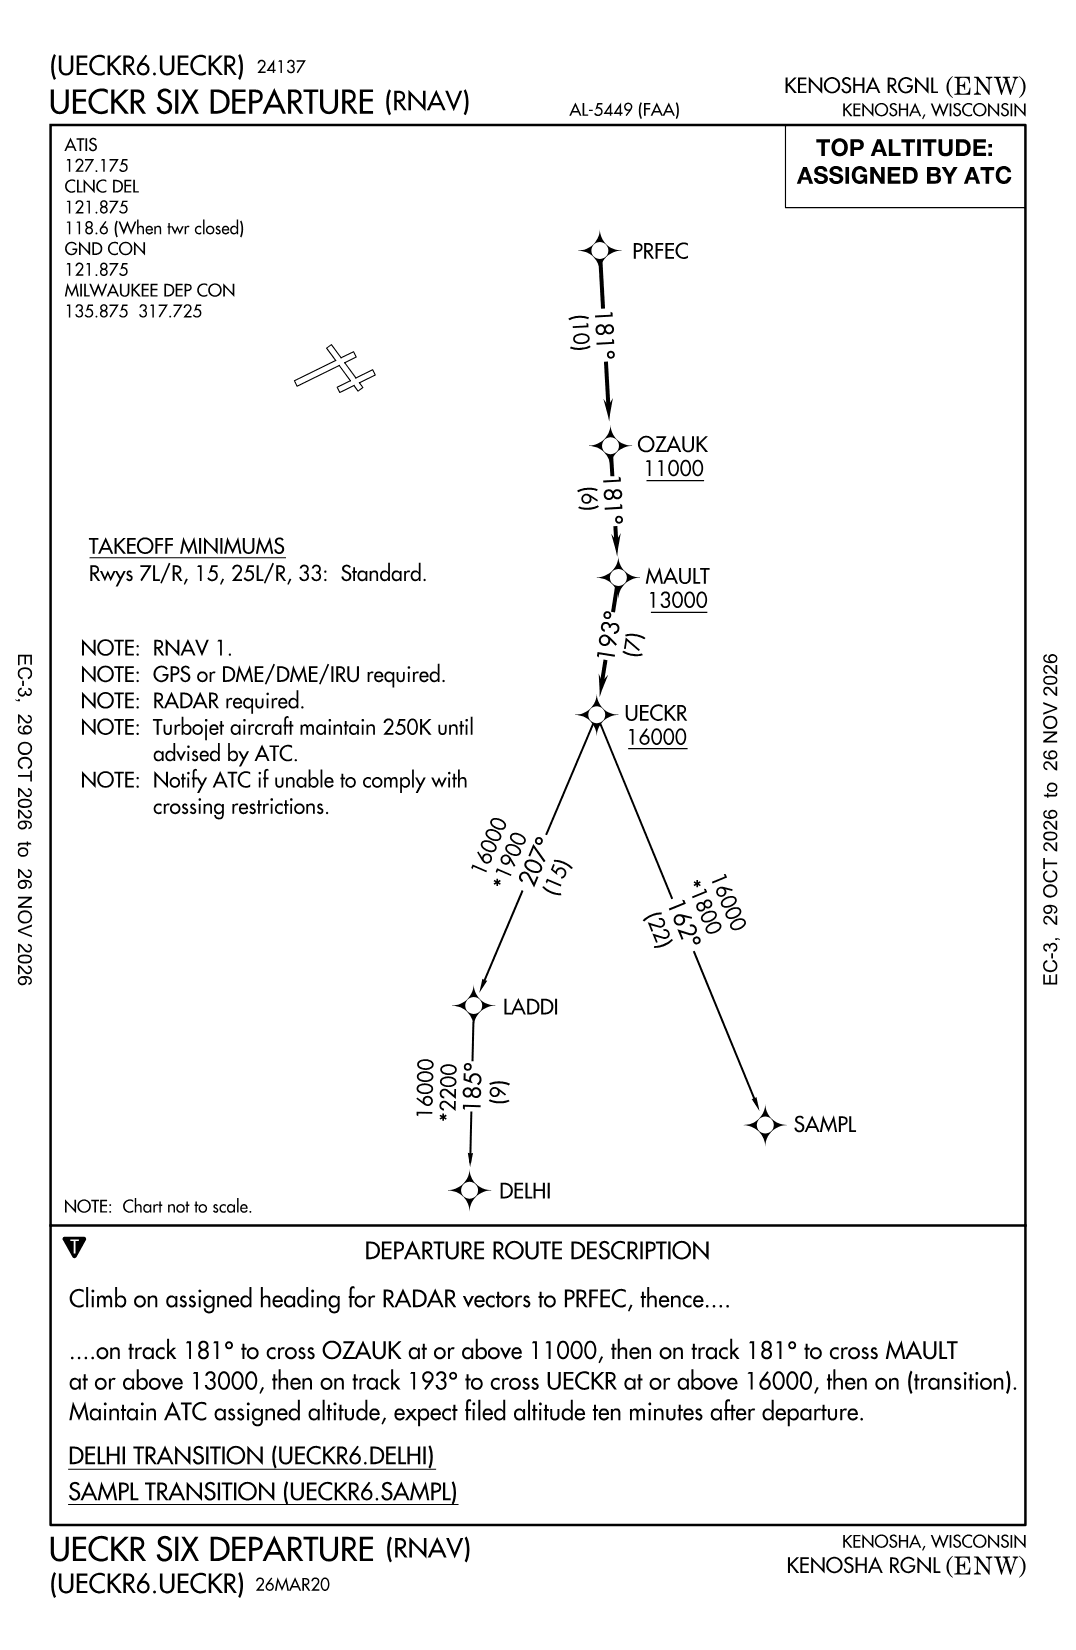 (UECKR6.UECKR) 24137
UECKR SIX DEPARTURE (RNAV)
AL-5449 (FAA)
KENOSHA RGNL (ENW)
KENOSHA, WISCONSIN
ATIS
127.175
CLNC DEL
121.875
118.6 (When twr closed)
GND CON
121.875
MILWAUKEE DEP CON
135.875 317.725
TOP ALTITUDE:
ASSIGNED BY ATC
PRFEC
181°
(10)
OZAUK
11000
181°
(9)
MAULT
13000
193°
(7)
UECKR
16000
TAKEOFF MINIMUMS
Rwys 7L/R, 15, 25L/R, 33: Standard.
NOTE: RNAV 1.
NOTE: GPS or DME/DME/IRU required.
NOTE: RADAR required.
NOTE: Turbojet aircraft maintain 250K until
advised by ATC.
NOTE: Notify ATC if unable to comply with
crossing restrictions.
16000
*1900
207°
(15)
16000
*1800
162°
(22)
LADDI
16000
*2200
185°
(9)
SAMPL
DELHI
NOTE: Chart not to scale.
EC-3, 29 OCT 2026 to 26 NOV 2026
EC-3, 29 OCT 2026 to 26 NOV 2026
T
DEPARTURE ROUTE DESCRIPTION
Climb on assigned heading for RADAR vectors to PRFEC, thence....
....on track 181° to cross OZAUK at or above 11000, then on track 181° to cross MAULT
at or above 13000, then on track 193° to cross UECKR at or above 16000, then on (transition).
Maintain ATC assigned altitude, expect filed altitude ten minutes after departure.
DELHI TRANSITION (UECKR6.DELHI)
SAMPL TRANSITION (UECKR6.SAMPL)
UECKR SIX DEPARTURE (RNAV)
(UECKR6.UECKR) 26MAR20
KENOSHA, WISCONSIN
KENOSHA RGNL (ENW)